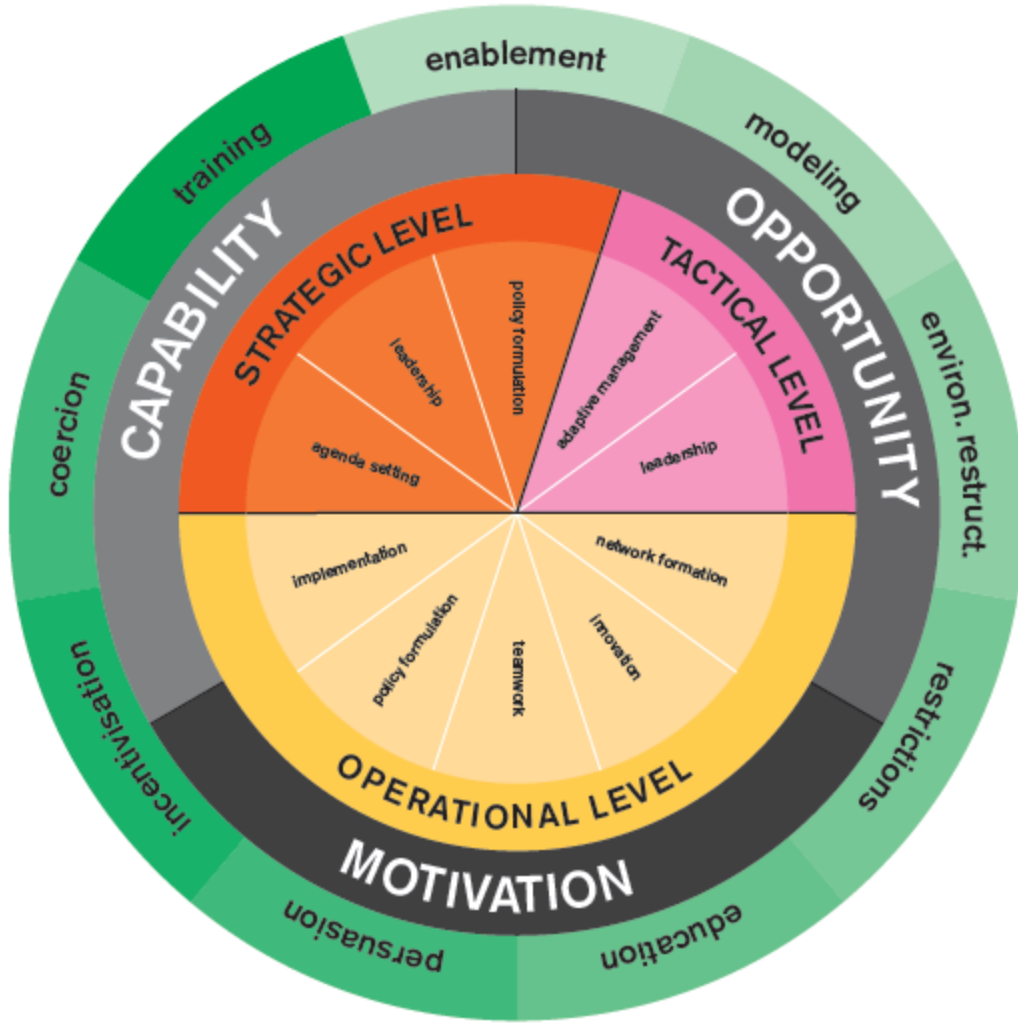 enablement
modeling
environ. restruct.
restrictions
education
persuasion
incentivisation
coercion
training
CAPABILITY
OPPORTUNITY
MOTIVATION
STRATEGIC LEVEL
TACTICAL LEVEL
OPERATIONAL LEVEL
policy formulation
adaptive management
leadership
network formation
innovation
teamwork
policy formulation
implementation
agenda setting
leadership